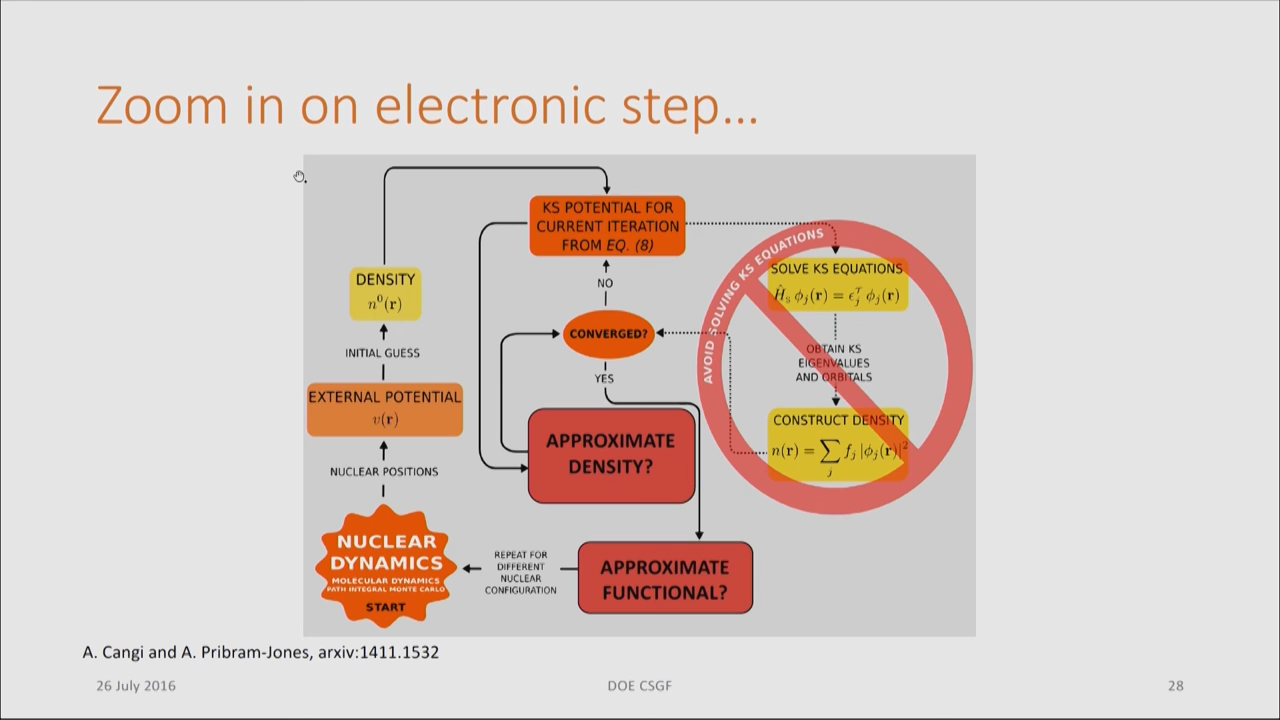 Zoom in on electronic step...
KS POTENTIAL FOR
CURRENT ITERATION
FROM EQ. (8)
AVOID SOLVING KS EQUATIONS
SOLVE KS EQUATIONS
Ĥₛ ϕⱼ(r) = ϵⱼᵀ ϕⱼ(r)
DENSITY
n⁰(r)
NO
INITIAL GUESS
CONVERGED?
OBTAIN KS
EIGENVALUES
AND ORBITALS
YES
EXTERNAL POTENTIAL
v(r)
CONSTRUCT DENSITY
n(r) = ∑ⱼ fⱼ |ϕⱼ(r)|²
APPROXIMATE
DENSITY?
NUCLEAR POSITIONS
NUCLEAR
DYNAMICS
MOLECULAR DYNAMICS
PATH INTEGRAL MONTE CARLO
START
REPEAT FOR
DIFFERENT
NUCLEAR
CONFIGURATION
APPROXIMATE
FUNCTIONAL?
A. Cangi and A. Pribram-Jones, arxiv:1411.1532
26 July 2016
DOE CSGF
28